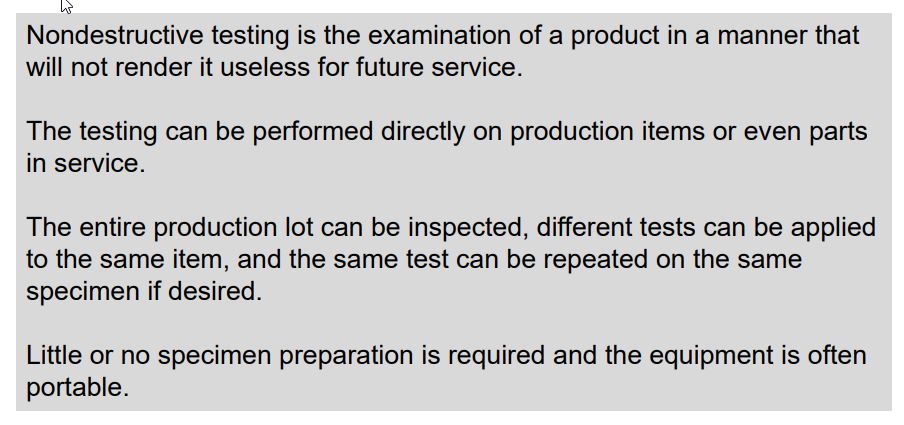 Nondestructive testing is the examination of a product in a manner that
will not render it useless for future service.
The testing can be performed directly on production items or even parts
in service.
The entire production lot can be inspected, different tests can be applied
to the same item, and the same test can be repeated on the same
specimen if desired.
Little or no specimen preparation is required and the equipment is often
portable.